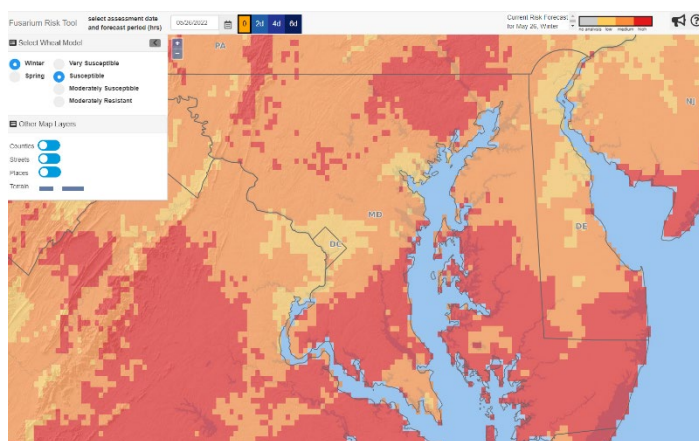 Fusarium Risk Tool
select assessment date
and forecast period (hrs)
05/26/2022
0 2d 4d 6d
Current Risk Forecast
for May 26, Winter
no analysis low medium high
Select Wheat Model
Winter
Spring
Very Susceptible
Susceptible
Moderately Susceptible
Moderately Resistant
Other Map Layers
Counties
Streets
Places
Terrain
+
−
PA
NJ
MD
DC
DE